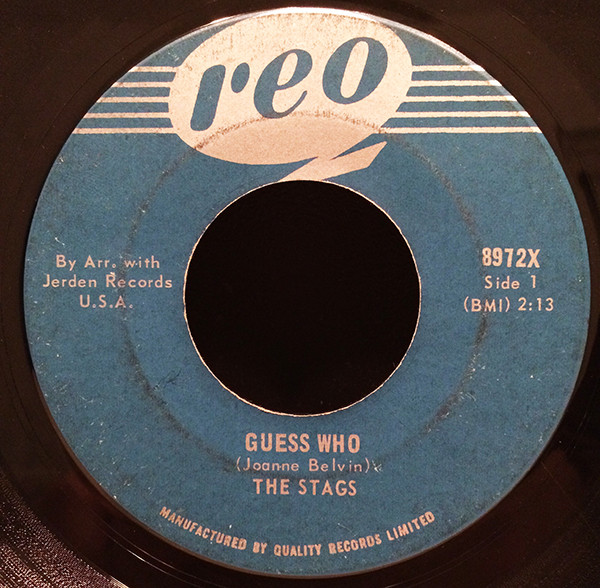 reo
By Arr. with
Jerden Records
U.S.A.
8972X
Side 1
(BMI) 2:13
GUESS WHO
(Joanne Belvin)
THE STAGS
MANUFACTURED BY QUALITY RECORDS LIMITED